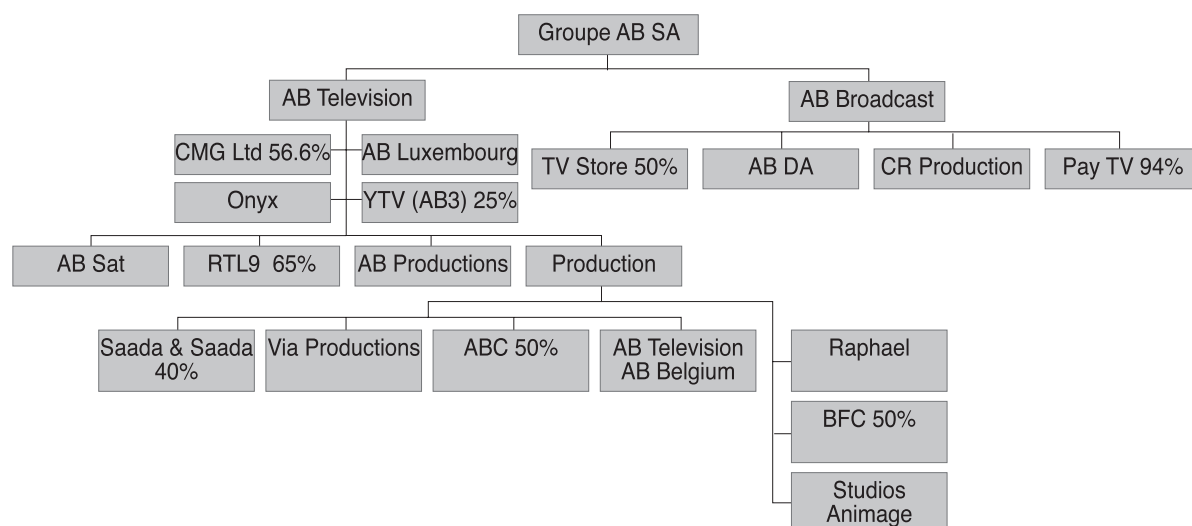 Groupe AB SA
AB Television
AB Broadcast
CMG Ltd 56.6%
AB Luxembourg
TV Store 50%
AB DA
CR Production
Pay TV 94%
Onyx
YTV (AB3) 25%
AB Sat
RTL9 65%
AB Productions
Production
Saada & Saada
40%
Via Productions
ABC 50%
AB Television
AB Belgium
Raphael
BFC 50%
Studios
Animage